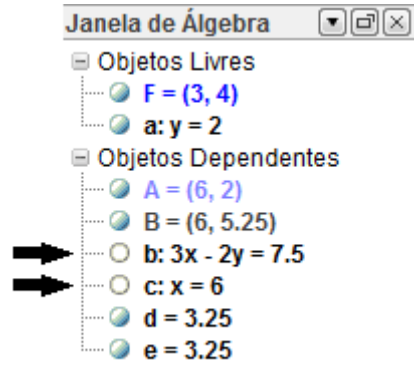 Janela de Álgebra
Objetos Livres
F = (3, 4)
a: y = 2
Objetos Dependentes
A = (6, 2)
B = (6, 5.25)
b: 3x - 2y = 7.5
c: x = 6
d = 3.25
e = 3.25